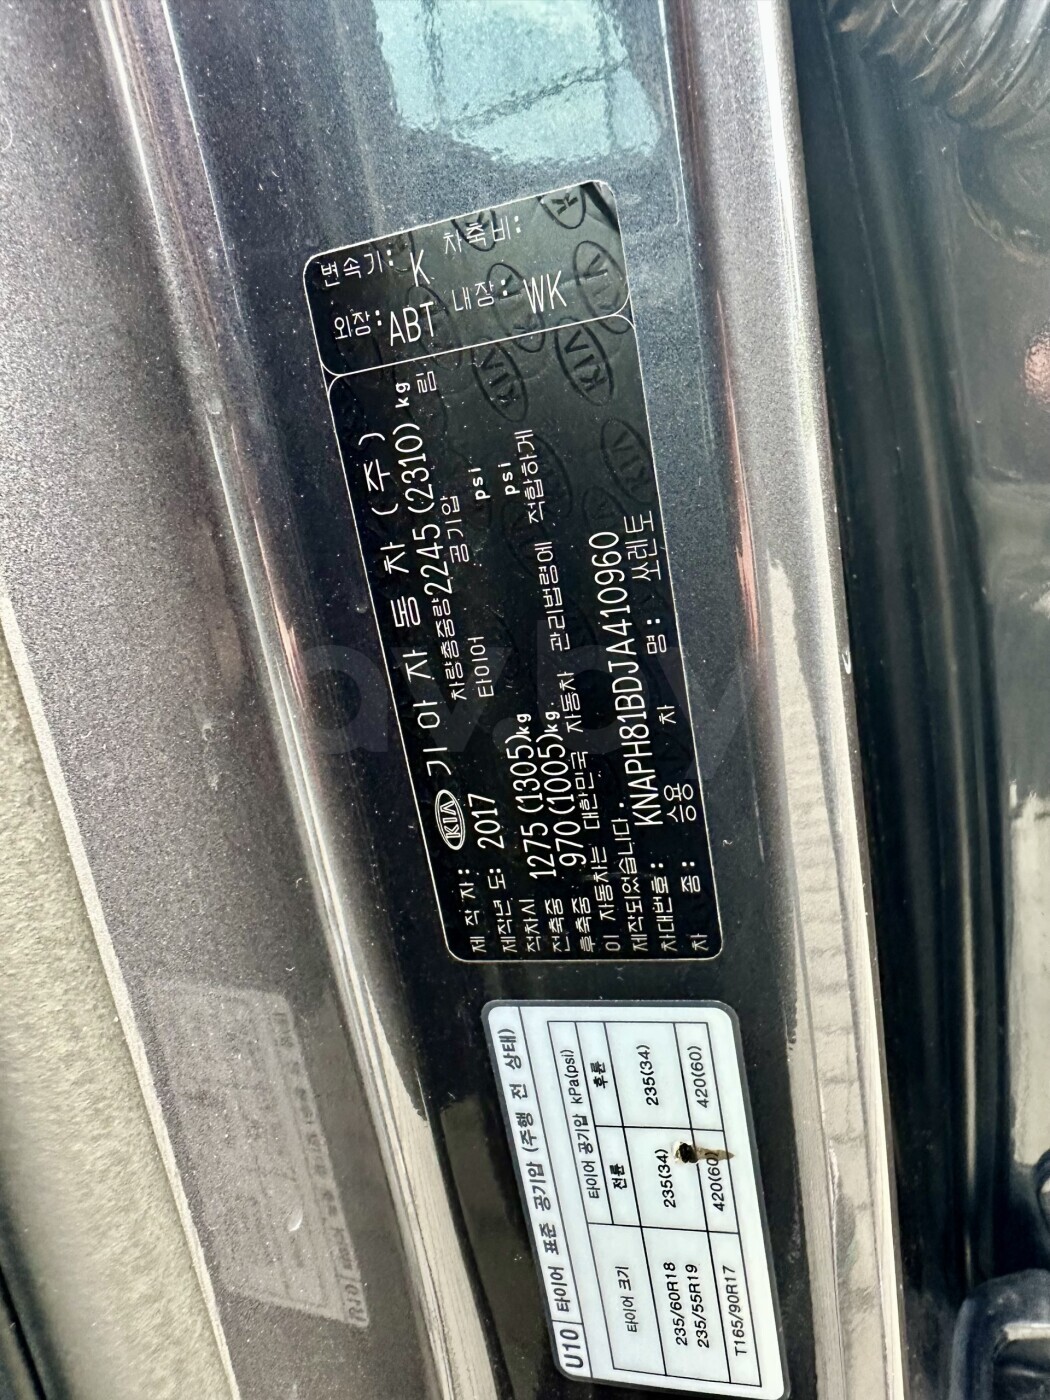 제 작 자: KIA 기아자동차(주)
제작년도: 2017 차량총중량 2245(2310)kg 림
적차시 타이어 공기압
전축중 1275(1305)kg psi
후축중 970(1005)kg. psi
이 자동차는 대한민국 자동차 관리법령에 적합하게
제작되었습니다.
차대번호: KNAPH81BDJA410960
차 종: 승용 차 명: 쏘렌토
외장: ABT 내장: WK
변속기: K 차축비:
U10 타이어 표준 공기압 (주행 전 상태)
타이어 크기 타이어 공기압 kPa(psi)
전륜 후륜
235/60R18
235/55R19
235(34) 235(34)
T165/90R17 420(60) 420(60)
av.by